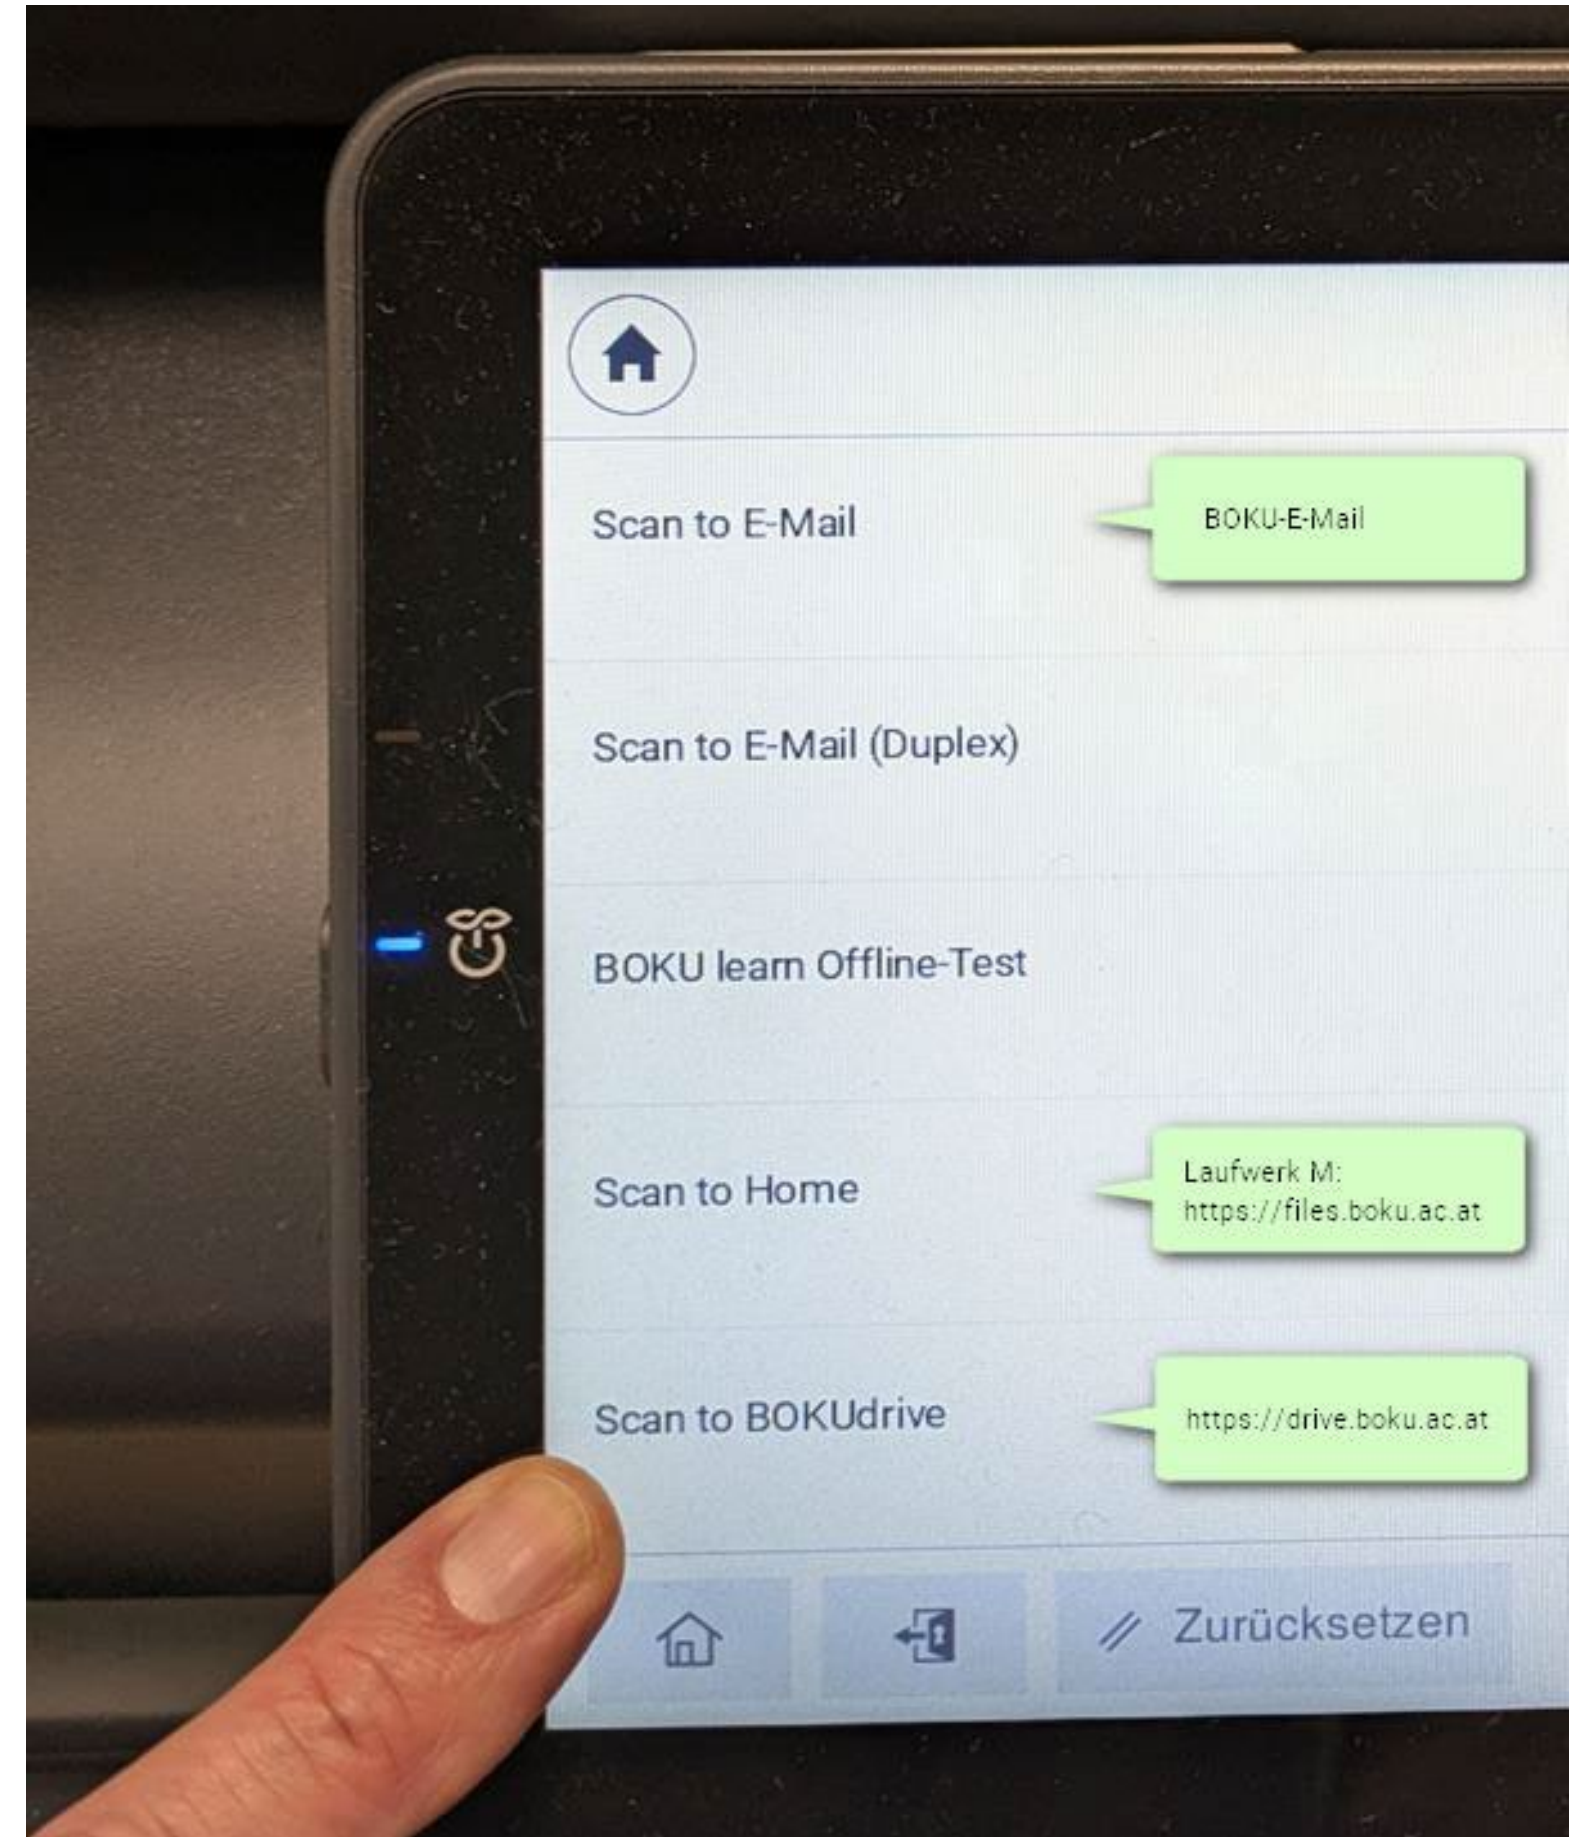 Scan to E-Mail
BOKU-E-Mail
Scan to E-Mail (Duplex)
BOKU learn Offline-Test
Scan to Home
Laufwerk M:
https://files.boku.ac.at
Scan to BOKUdrive
https://drive.boku.ac.at
Zurücksetzen